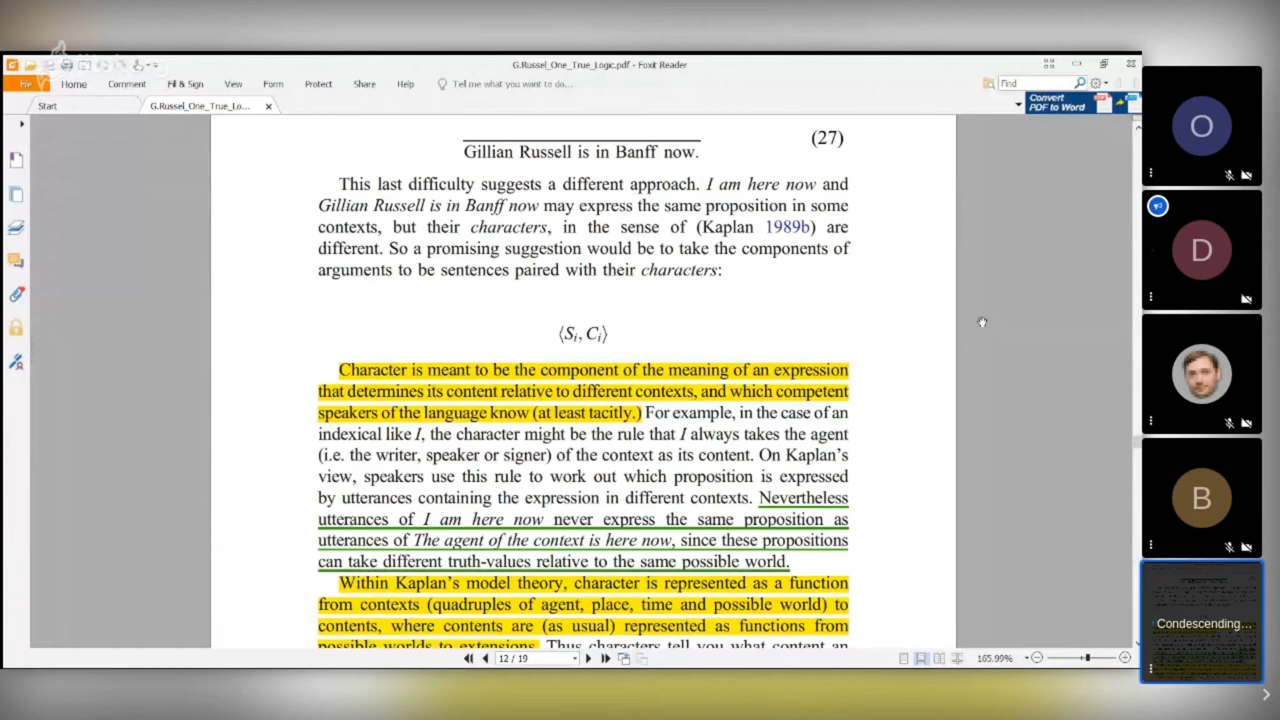 G.Russel_One_True_Logic.pdf - Foxit Reader
File Home Comment Fill & Sign View Form Protect Share Help Tell me what you want to do... Find
Start G.Russel_One_True_Lo... Convert
PDF to Word
(27)
Gillian Russell is in Banff now.
This last difficulty suggests a different approach. I am here now and
Gillian Russell is in Banff now may express the same proposition in some
contexts, but their characters, in the sense of (Kaplan 1989b) are
different. So a promising suggestion would be to take the components of
arguments to be sentences paired with their characters:
⟨Si, Ci⟩
Character is meant to be the component of the meaning of an expression
that determines its content relative to different contexts, and which competent
speakers of the language know (at least tacitly.) For example, in the case of an
indexical like I, the character might be the rule that I always takes the agent
(i.e. the writer, speaker or signer) of the context as its content. On Kaplan's
view, speakers use this rule to work out which proposition is expressed
by utterances containing the expression in different contexts. Nevertheless
utterances of I am here now never express the same proposition as
utterances of The agent of the context is here now, since these propositions
can take different truth-values relative to the same possible world.
Within Kaplan's model theory, character is represented as a function
from contexts (quadruples of agent, place, time and possible world) to
contents, where contents are (as usual) represented as functions from
possible worlds to extensions. Thus characters tell you what content an
12 / 19
165.99%
O
D
B
Condescending...